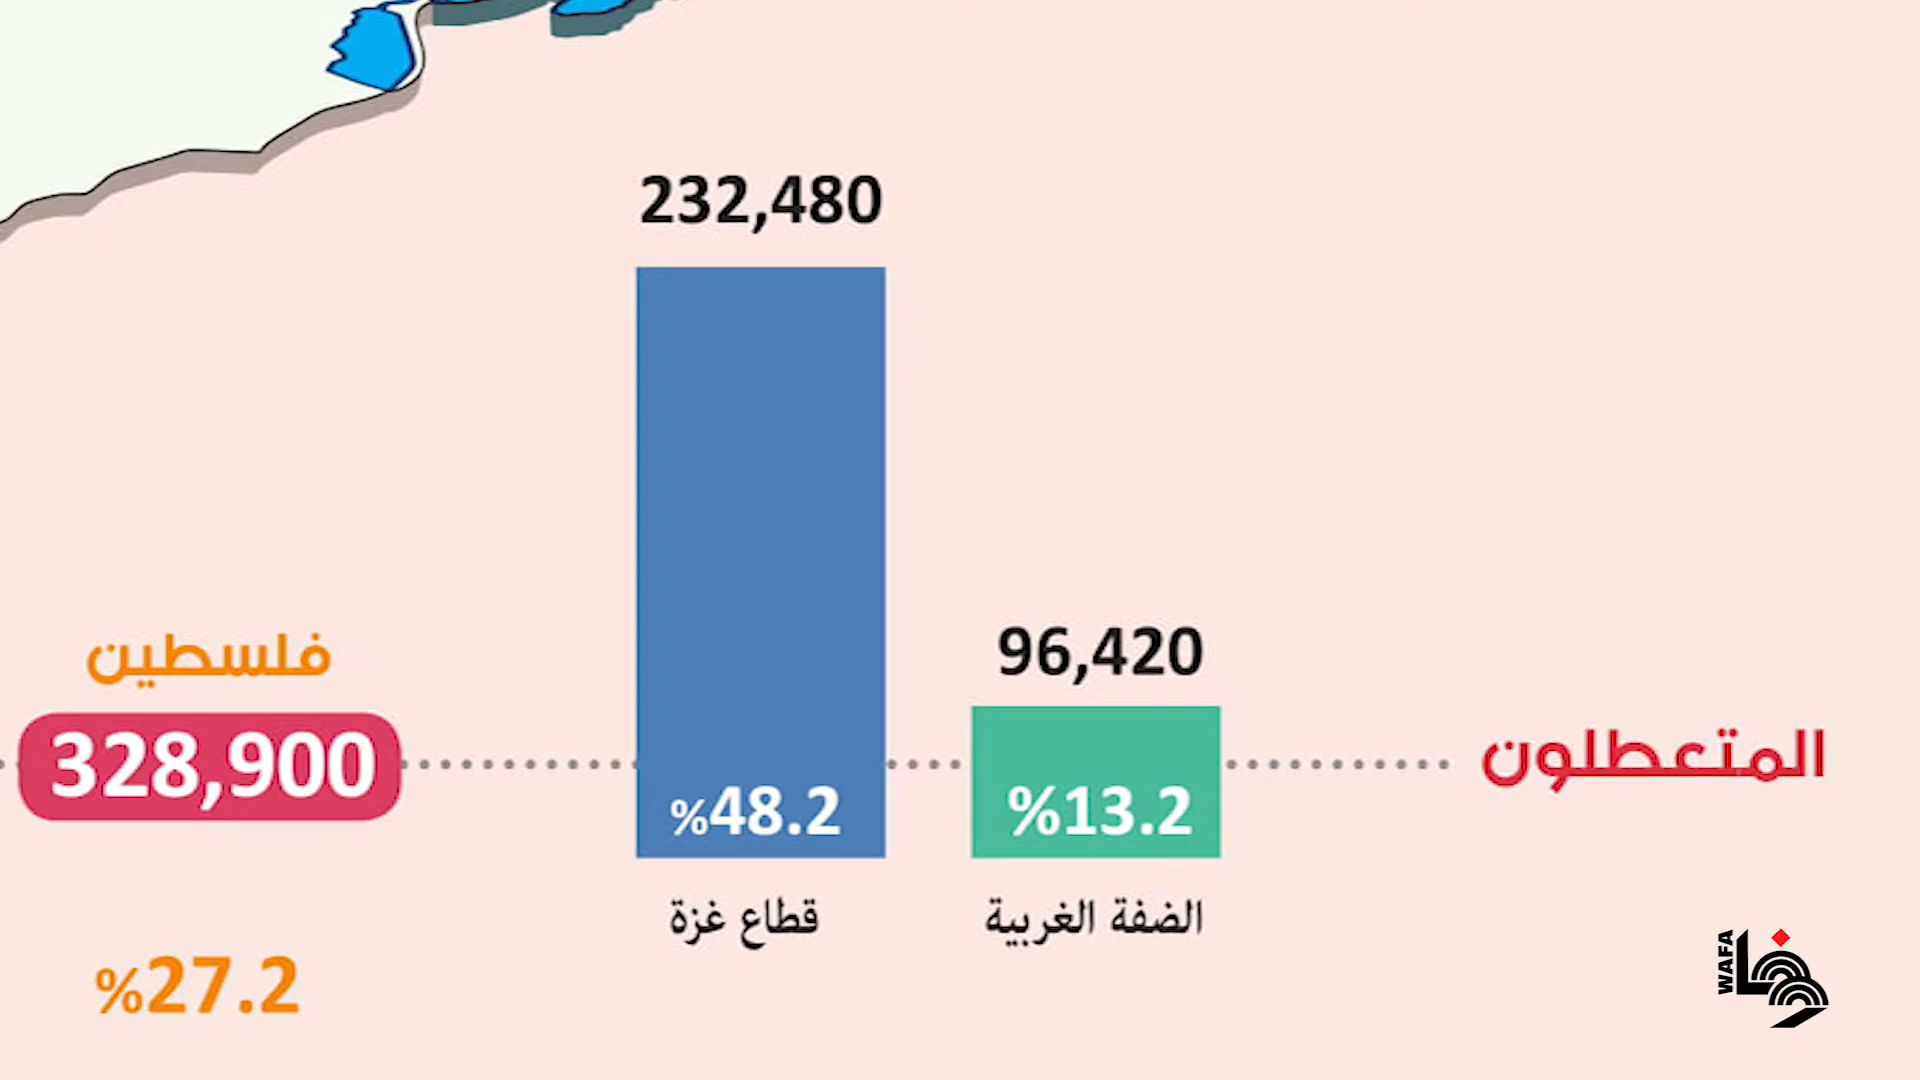 232,480
96,420
فلسطين
المتعطلون
328,900
%13.2
%48.2
الضفة الغربية
قطاع غزة
%27.2
وفا
WAFA